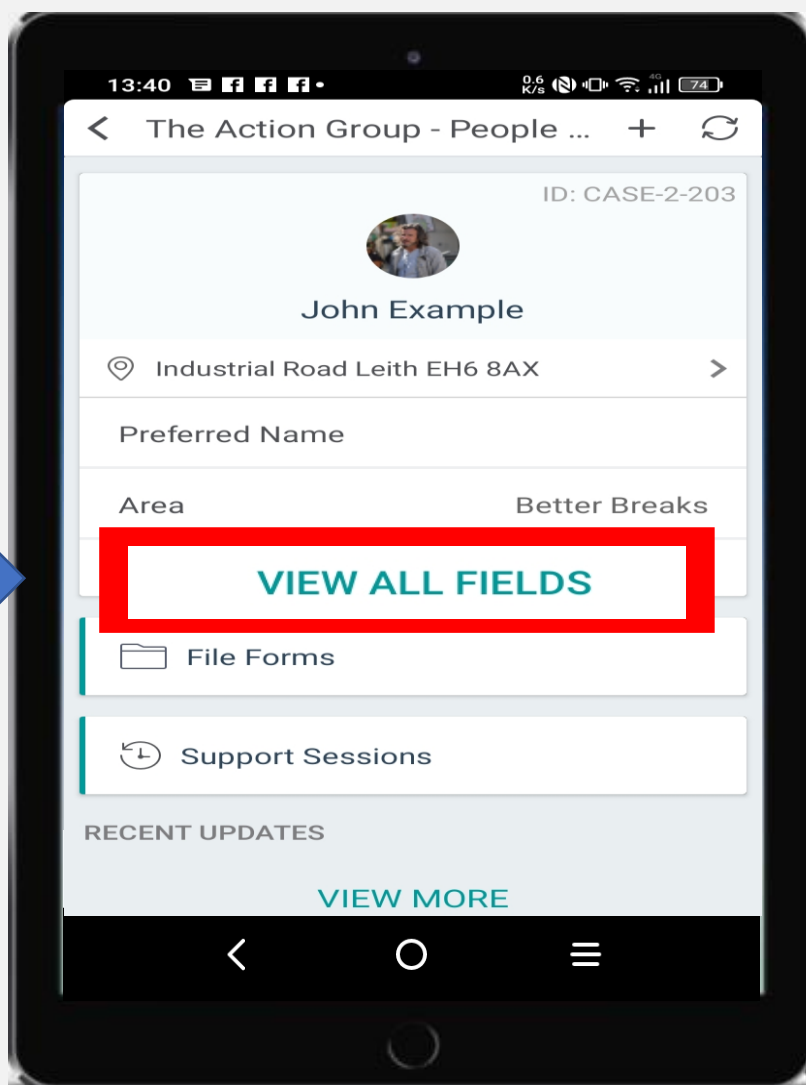 13:40 0.6 K/s 4G 74
The Action Group - People ...
ID: CASE-2-203
John Example
Industrial Road Leith EH6 8AX
Preferred Name
Area Better Breaks
VIEW ALL FIELDS
File Forms
Support Sessions
RECENT UPDATES
VIEW MORE